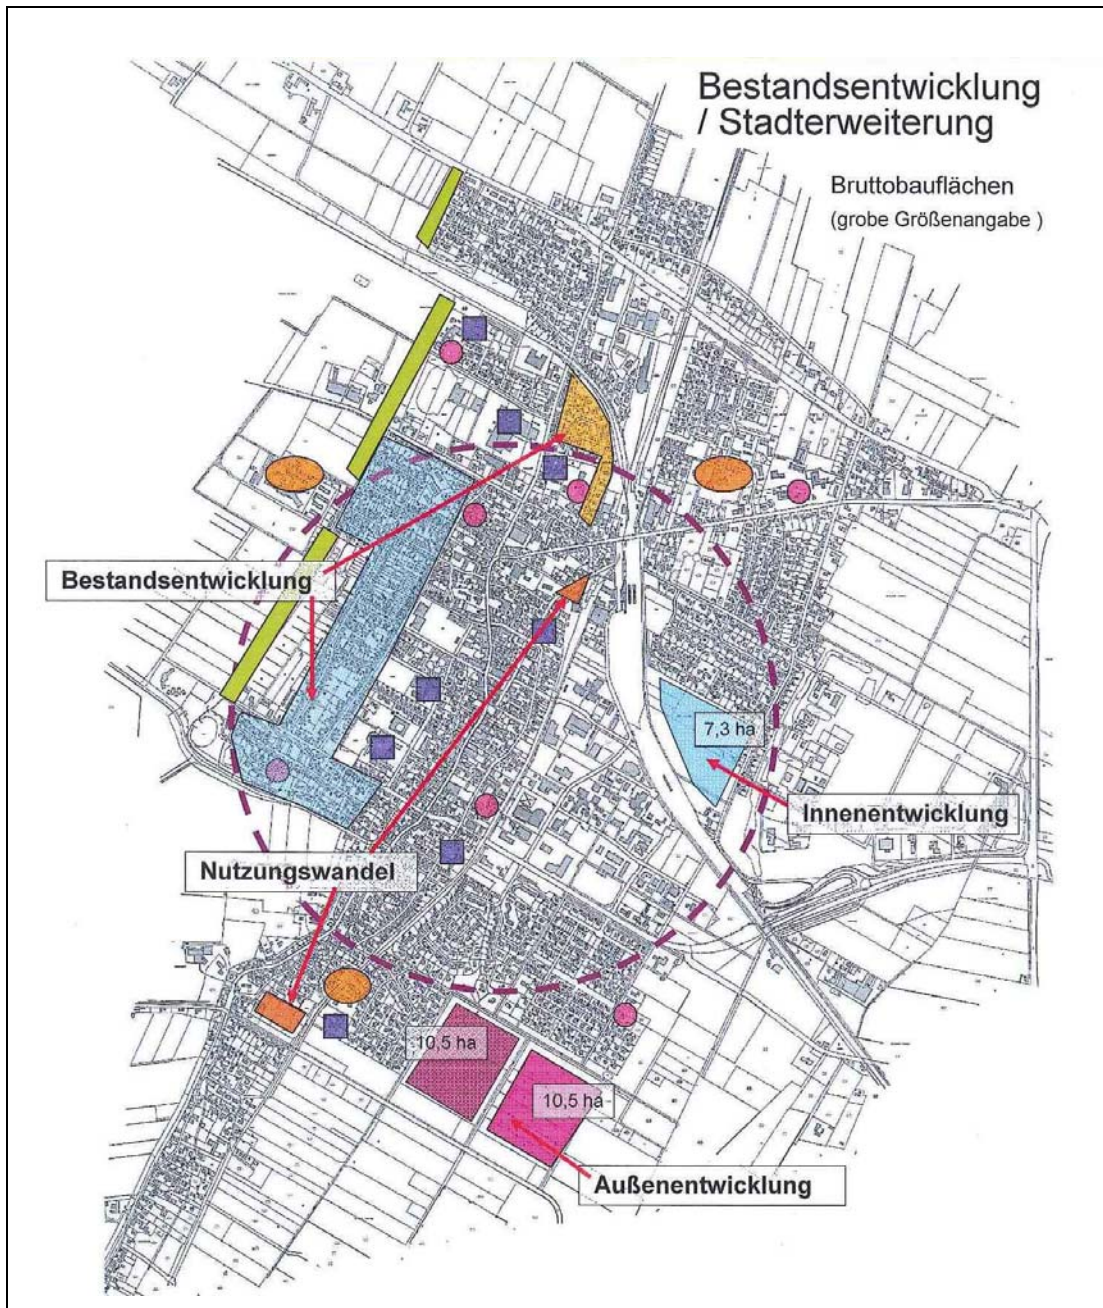 Bestandsentwicklung
/ Stadterweiterung
Bruttobauflächen
(grobe Größenangabe )
Bestandsentwicklung
7,3 ha
Innenentwicklung
Nutzungswandel
10,5 ha
10,5 ha
Außenentwicklung